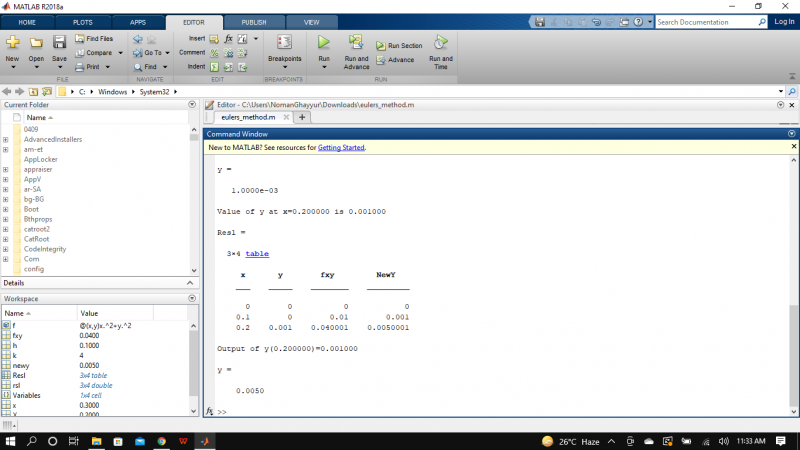 MATLAB R2018a
HOME PLOTS APPS EDITOR PUBLISH VIEW
Search Documentation Log In
New Open Save Find Files Compare Print
Go To Find
Insert fx Comment % Indent
Breakpoints
Run Run and Advance Run Section Advance Run and Time
FILE NAVIGATE EDIT BREAKPOINTS RUN
C: Windows System32
Current Folder
Name
0409
AdvancedInstallers
am-et
AppLocker
appraiser
AppV
ar-SA
bg-BG
Boot
Bthprops
catroot2
CatRoot
CodeIntegrity
Com
config
Details
Workspace
Name Value
f @(x,y)x.^2+y.^2
fxy 0.0400
h 0.1000
k 4
newy 0.0050
Resl 3x4 table
rsl 3x4 double
Variables 1x4 cell
x 0.3000
X 0.2000
Editor - C:\Users\NomanGhayyur\Downloads\eulers_method.m
eulers_method.m
Command Window
New to MATLAB? See resources for Getting Started.
y =
1.0000e-03
Value of y at x=0.200000 is 0.001000
Resl =
3×4 table
x y fxy NewY
0 0 0 0
0.1 0 0.01 0.001
0.2 0.001 0.040001 0.0050001
Output of y(0.200000)=0.001000
y =
0.0050
fx >>
26°C Haze 11:33 AM